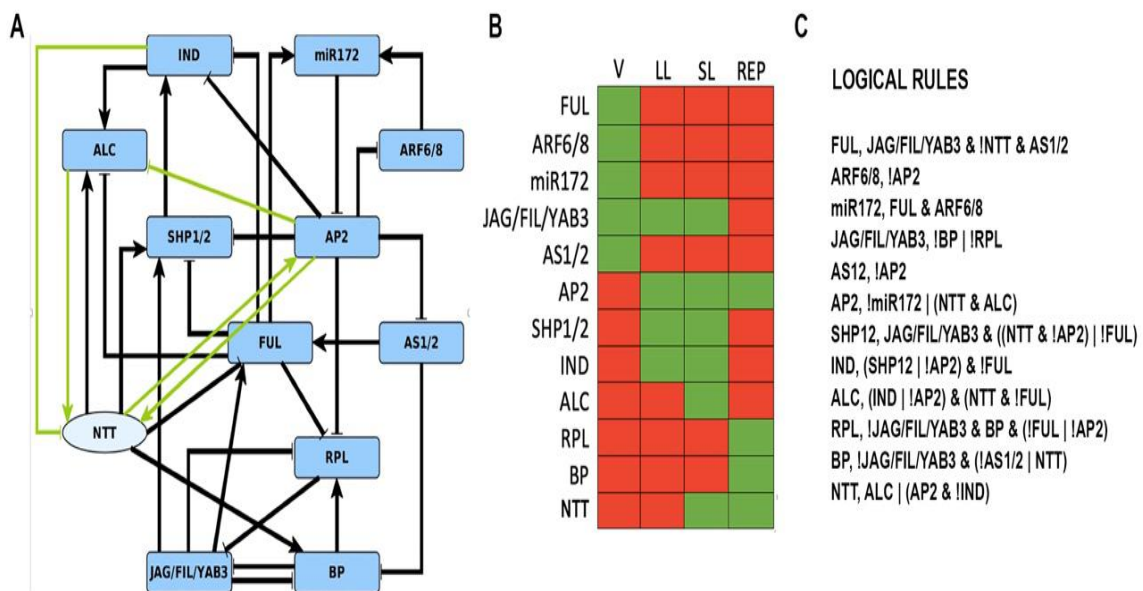 A
IND
miR172
ALC
ARF6/8
SHP1/2
AP2
FUL
AS1/2
NTT
RPL
JAG/FIL/YAB3
BP
B
V LL SL REP
FUL
ARF6/8
miR172
JAG/FIL/YAB3
AS1/2
AP2
SHP1/2
IND
ALC
RPL
BP
NTT
C
LOGICAL RULES
FUL, JAG/FIL/YAB3 & !NTT & AS1/2
ARF6/8, !AP2
miR172, FUL & ARF6/8
JAG/FIL/YAB3, !BP | !RPL
AS12, !AP2
AP2, !miR172 | (NTT & ALC)
SHP12, JAG/FIL/YAB3 & ((NTT & !AP2) | !FUL)
IND, (SHP12 | !AP2) & !FUL
ALC, (IND | !AP2) & (NTT & !FUL)
RPL, !JAG/FIL/YAB3 & BP & (!FUL | !AP2)
BP, !JAG/FIL/YAB3 & (!AS1/2 | NTT)
NTT, ALC | (AP2 & !IND)